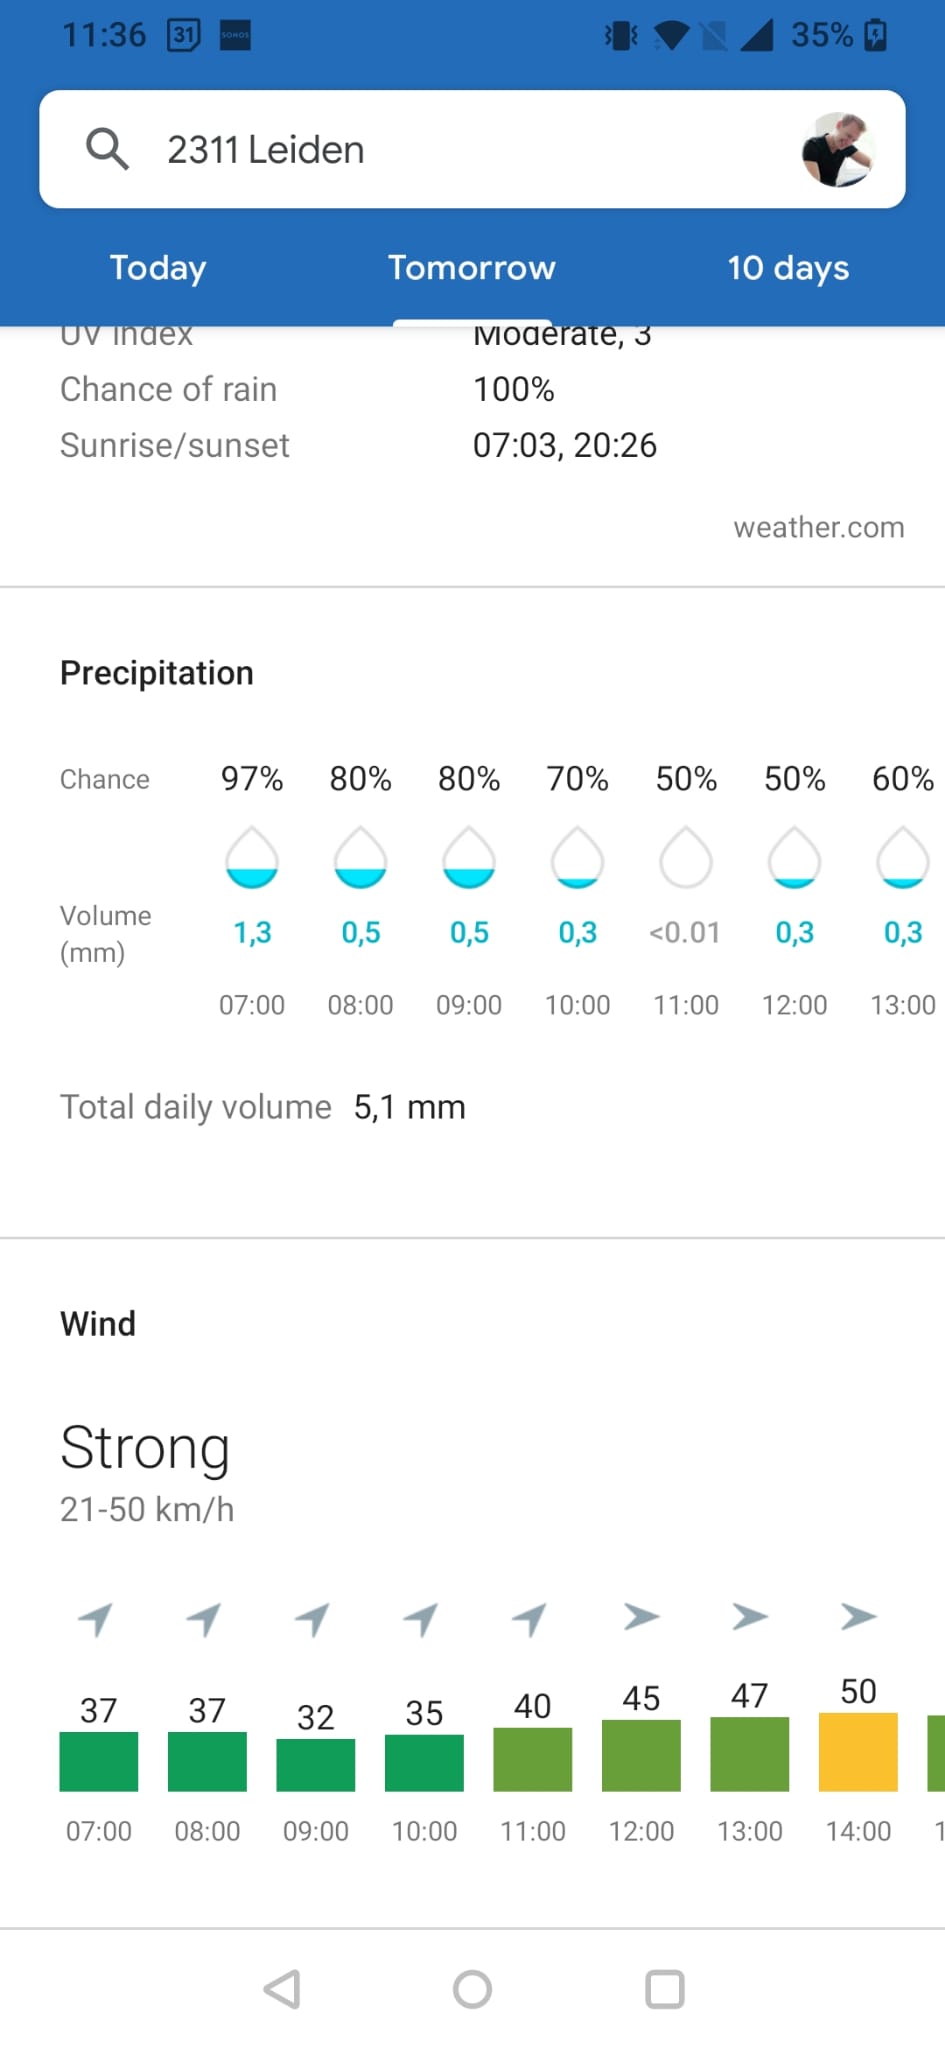 11:36 31 SONOS 35%
2311 Leiden
Today Tomorrow 10 days
UV Index Moderate, 3
Chance of rain 100%
Sunrise/sunset 07:03, 20:26
weather.com
Precipitation
Chance 97% 80% 80% 70% 50% 50% 60%
Volume (mm) 1,3 0,5 0,5 0,3 <0.01 0,3 0,3
07:00 08:00 09:00 10:00 11:00 12:00 13:00
Total daily volume 5,1 mm
Wind
Strong
21-50 km/h
37 37 32 35 40 45 47 50
07:00 08:00 09:00 10:00 11:00 12:00 13:00 14:00 1